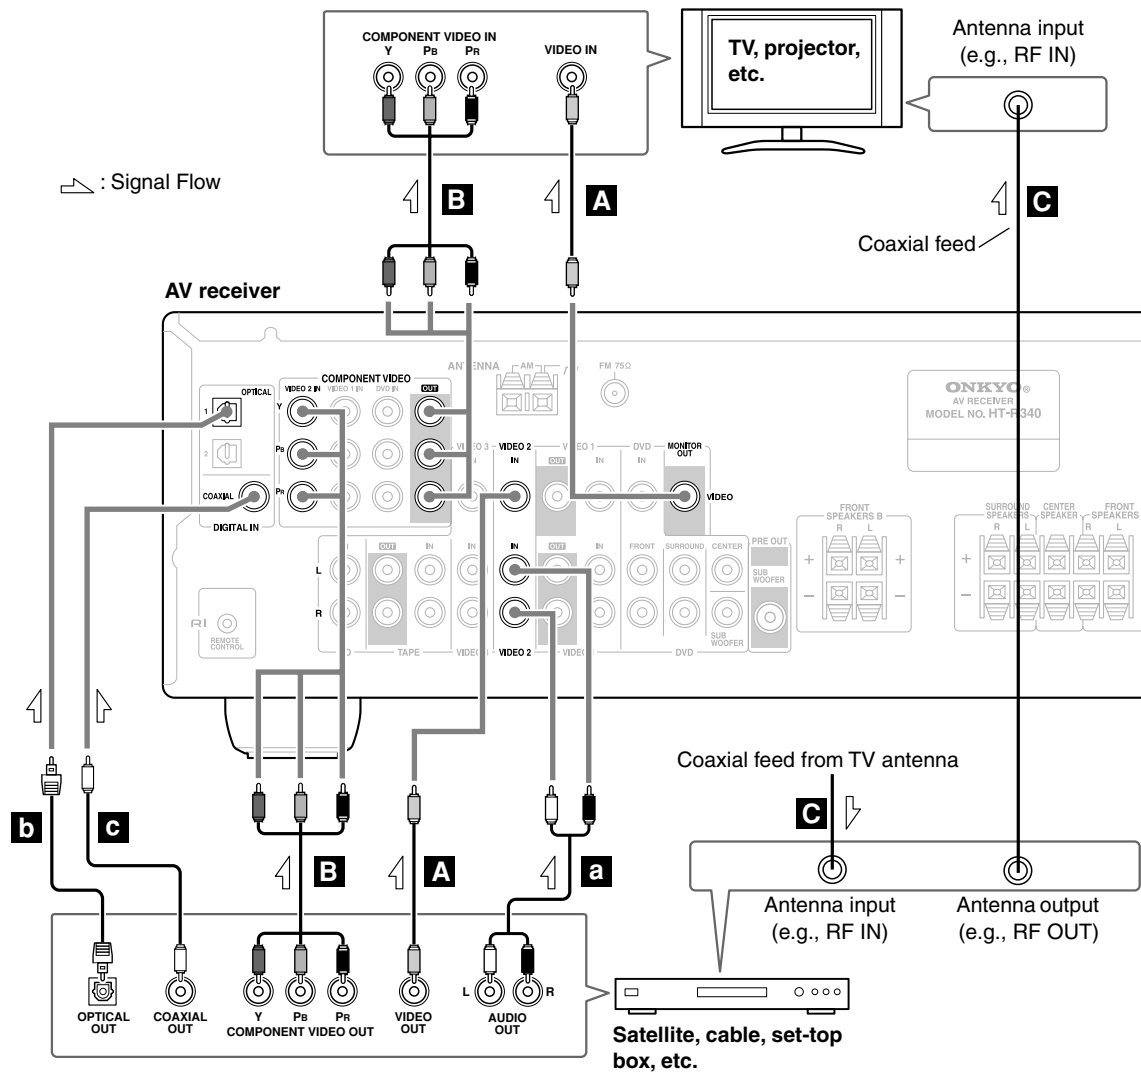 COMPONENT VIDEO IN
Y PB PR
VIDEO IN
TV, projector,
etc.
Antenna input
(e.g., RF IN)
: Signal Flow
B
A
C
Coaxial feed
AV receiver
ANTENNA
AM
FM 75Ω
COMPONENT VIDEO
OPTICAL
VIDEO 2 IN VIDEO 1 IN DVD IN OUT
1
2
Y
PB
PR
COAXIAL
DIGITAL IN
VIDEO 3 VIDEO 2 VIDEO 1 DVD MONITOR
OUT
IN IN OUT IN IN
VIDEO
ONKYO
AV RECEIVER
MODEL NO. HT-R340
IN OUT IN IN IN OUT IN FRONT SURROUND CENTER
L
R
PRE OUT
SUB
WOOFER
SUB
WOOFER
TAPE VIDEO 2 DVD
RI
REMOTE
CONTROL
FRONT
SPEAKERS B
R L
+ +
– –
SURROUND
SPEAKERS
R L
CENTER
SPEAKER
FRONT
SPEAKERS
R L
+
–
Coaxial feed from TV antenna
C
b
c
B
A
a
Antenna input
(e.g., RF IN)
Antenna output
(e.g., RF OUT)
OPTICAL
OUT
COAXIAL
OUT
Y PB PR
COMPONENT VIDEO OUT
VIDEO
OUT
L R
AUDIO
OUT
Satellite, cable, set-top
box, etc.